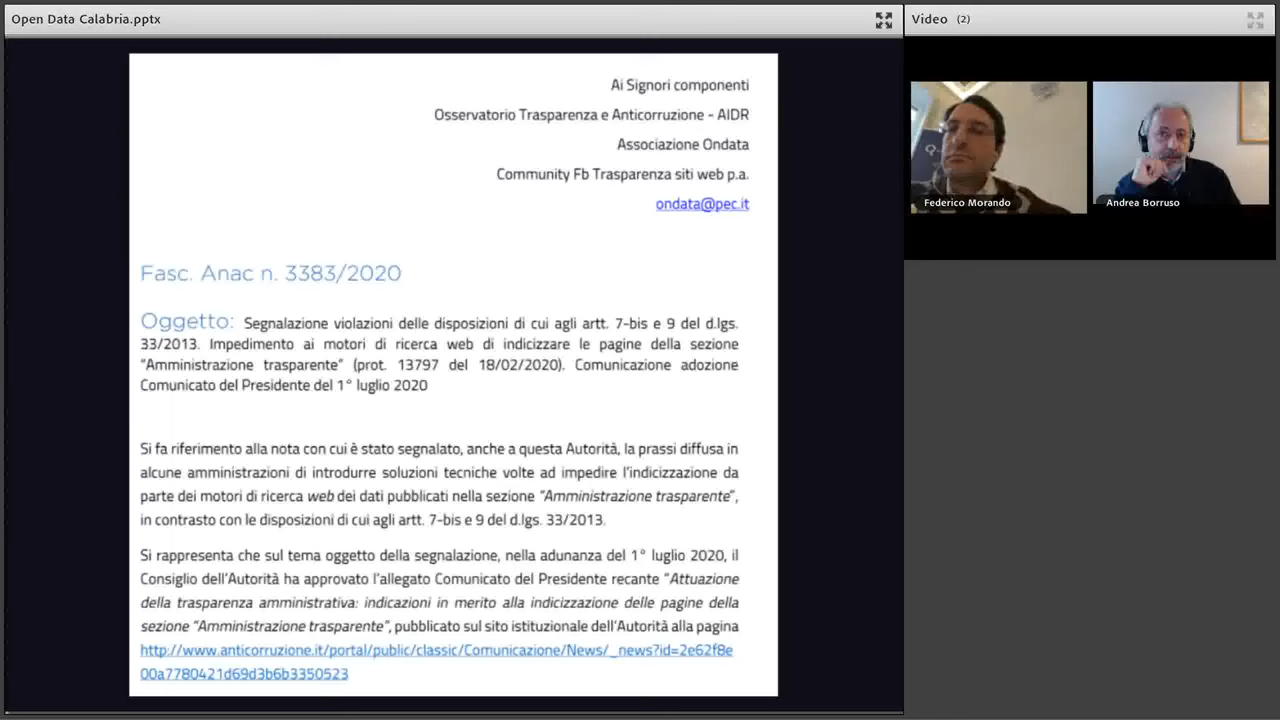 Open Data Calabria.pptx
Video (2)
Ai Signori componenti
Osservatorio Trasparenza e Anticorruzione - AIDR
Associazione Ondata
Community Fb Trasparenza siti web p.a.
ondata@pec.it
Fasc. Anac n. 3383/2020
Oggetto: Segnalazione violazioni delle disposizioni di cui agli artt. 7-bis e 9 del d.lgs.
33/2013. Impedimento ai motori di ricerca web di indicizzare le pagine della sezione
“Amministrazione trasparente” (prot. 13797 del 18/02/2020). Comunicazione adozione
Comunicato del Presidente del 1° luglio 2020
Si fa riferimento alla nota con cui è stato segnalato, anche a questa Autorità, la prassi diffusa in
alcune amministrazioni di introdurre soluzioni tecniche volte ad impedire l’indicizzazione da
parte dei motori di ricerca web dei dati pubblicati nella sezione “Amministrazione trasparente”,
in contrasto con le disposizioni di cui agli artt. 7-bis e 9 del d.lgs. 33/2013.
Si rappresenta che sul tema oggetto della segnalazione, nella adunanza del 1° luglio 2020, il
Consiglio dell’Autorità ha approvato l’allegato Comunicato del Presidente recante “Attuazione
della trasparenza amministrativa: indicazioni in merito alla indicizzazione delle pagine della
sezione “Amministrazione trasparente”, pubblicato sul sito istituzionale dell’Autorità alla pagina
http://www.anticorruzione.it/portal/public/classic/Comunicazione/News/_news?id=2e62f8e
00a7780421d69d3b6b3350523
Federico Morando
Andrea Borruso